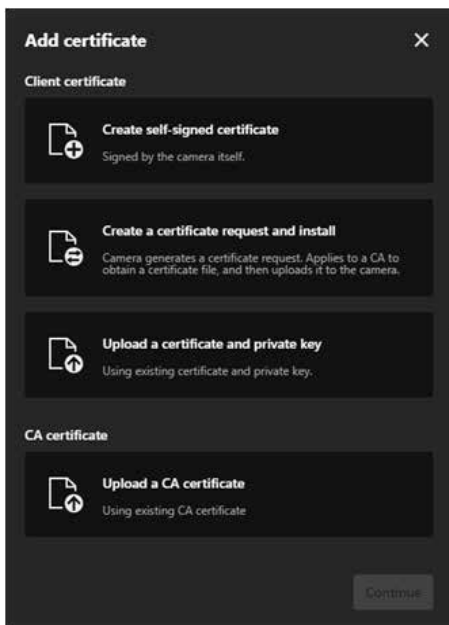 Add certificate
Client certificate
Create self-signed certificate
Signed by the camera itself.
Create a certificate request and install
Camera generates a certificate request. Applies to a CA to
obtain a certificate file, and then uploads it to the camera.
Upload a certificate and private key
Using existing certificate and private key.
CA certificate
Upload a CA certificate
Using existing CA certificate
Continue